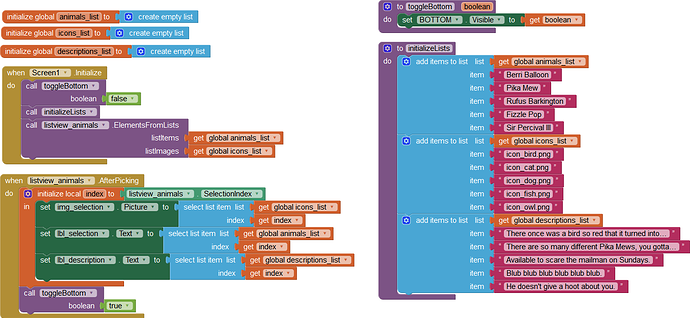 initialize global animals_list to create empty list
initialize global icons_list to create empty list
initialize global descriptions_list to create empty list
when Screen1 .Initialize
do call toggleBottom
boolean false
call initializeLists
call listview_animals .ElementsFromLists
listItems get global animals_list
listImages get global icons_list
when listview_animals .AfterPicking
do initialize local index to listview_animals . SelectionIndex
in set img_selection . Picture to select list item list get global icons_list
index get index
set lbl_selection . Text to select list item list get global animals_list
index get index
set lbl_description . Text to select list item list get global descriptions_list
index get index
call toggleBottom
boolean true
to toggleBottom boolean
do set BOTTOM . Visible to get boolean
to initializeLists
do add items to list list get global animals_list
item " Berri Balloon "
item " Pika Mew "
item " Rufus Barkington "
item " Fizzle Pop "
item " Sir Percival III "
add items to list list get global icons_list
item " icon_bird.png "
item " icon_cat.png "
item " icon_dog.png "
item " icon_fish.png "
item " icon_owl.png "
add items to list list get global descriptions_list
item " There once was a bird so red that it turned into... "
item " There are so many different Pika Mews, you gotta... "
item " Available to scare the mailman on Sundays. "
item " Blub blub blub blub blub blub. "
item " He doesn't give a hoot about you. "